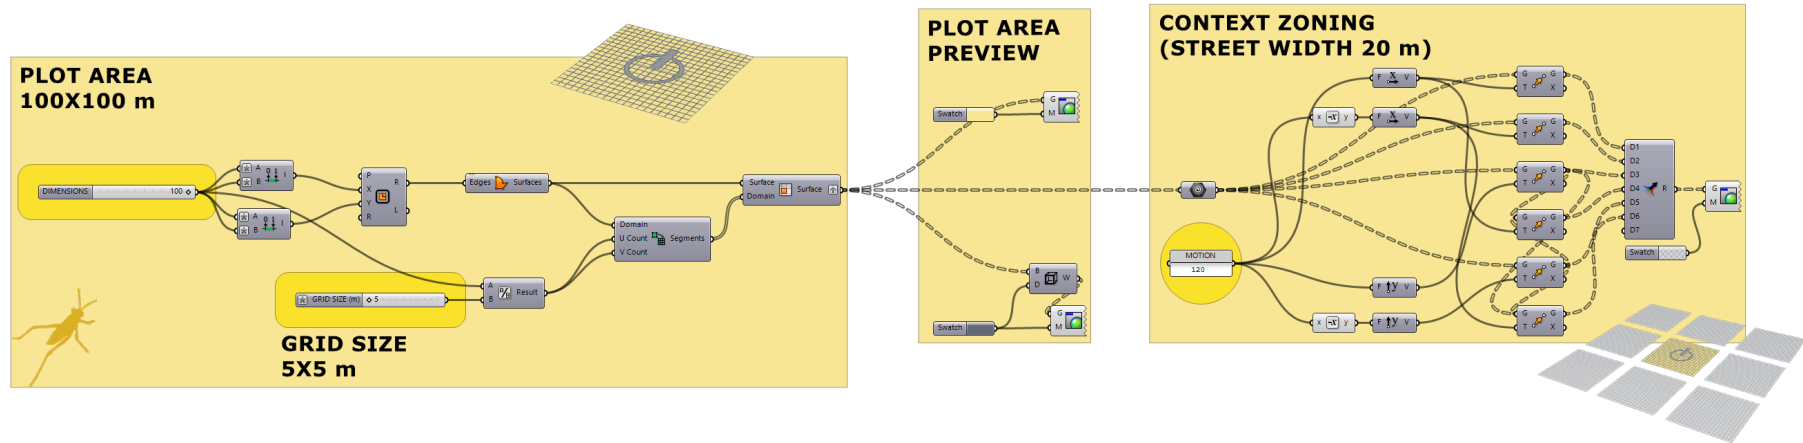 PLOT AREA
100X100 m
DIMENSIONS 100
A
B
I
A
B
I
P
X
Y
R
R
L
Edges Surfaces
Surface
Domain
Surface
Domain
U Count
V Count
Segments
GRID SIZE (m) 5
A
B
A/B
Result
GRID SIZE
5X5 m
PLOT AREA
PREVIEW
Swatch
G
M
B
D
W
Swatch
G
M
CONTEXT ZONING
(STREET WIDTH 20 m)
F X V
x -x y
F X V
MOTION
120
F y V
x -x y
F y V
G G
T X
G G
T X
G G
T X
G G
T X
G G
T X
G G
T X
D1
D2
D3
D4
D5
D6
D7
R
Swatch
G
M